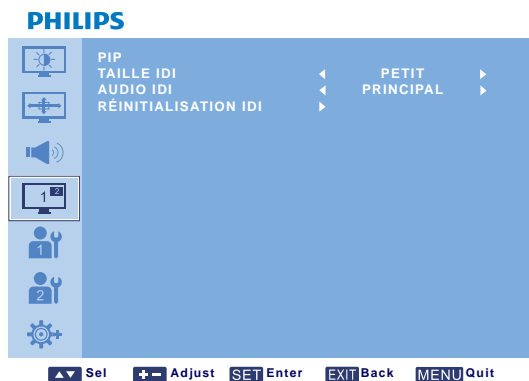 PHILIPS
PIP
TAILLE IDI PETIT
AUDIO IDI PRINCIPAL
RÉINITIALISATION IDI
1 2
1
2
Sel Adjust SET Enter EXIT Back MENU Quit